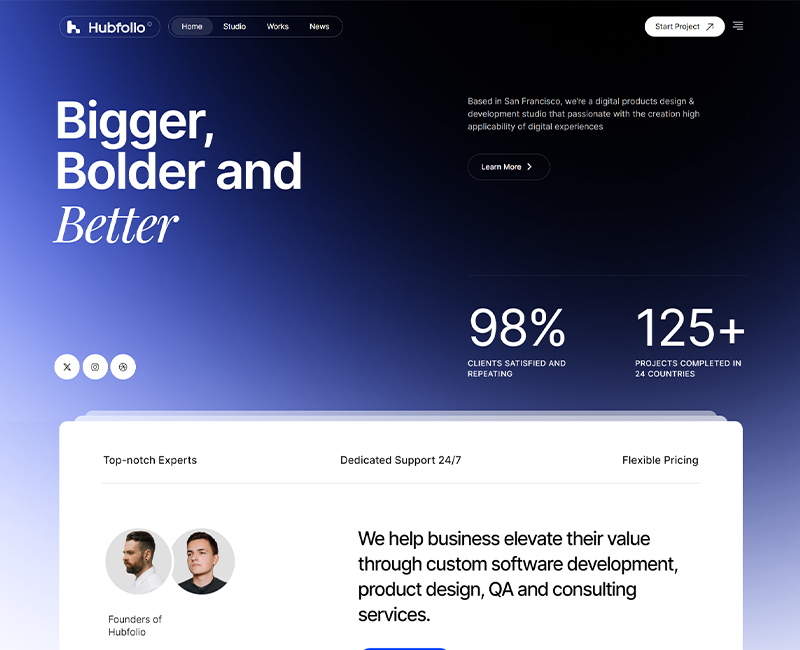 Hubfolio
Home
Studio
Works
News
Start Project
Bigger,
Bolder and
Better
Based in San Francisco, we're a digital products design &
development studio that passionate with the creation high
applicability of digital experiences
Learn More
98%
CLIENTS SATISFIED AND
REPEATING
125+
PROJECTS COMPLETED IN
24 COUNTRIES
Top-notch Experts
Dedicated Support 24/7
Flexible Pricing
We help business elevate their value
through custom software development,
product design, QA and consulting
services.
Founders of
Hubfolio